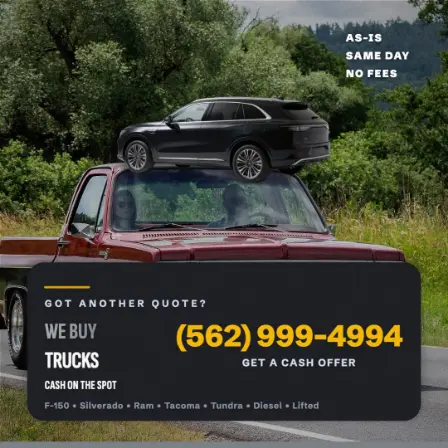 AS-IS
SAME DAY
NO FEES
GOT ANOTHER QUOTE?
WE BUY
TRUCKS
CASH ON THE SPOT
(562) 999-4994
GET A CASH OFFER
F-150 • Silverado • Ram • Tacoma • Tundra • Diesel • Lifted